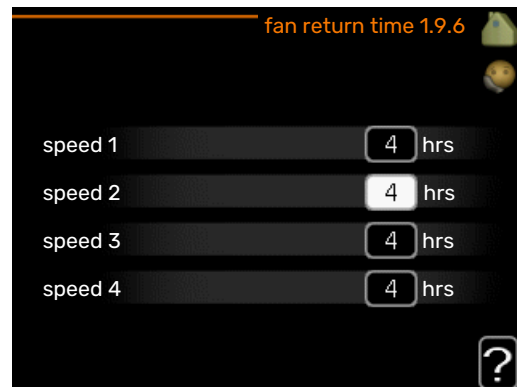 fan return time 1.9.6
speed 1 4 hrs
speed 2 4 hrs
speed 3 4 hrs
speed 4 4 hrs
?